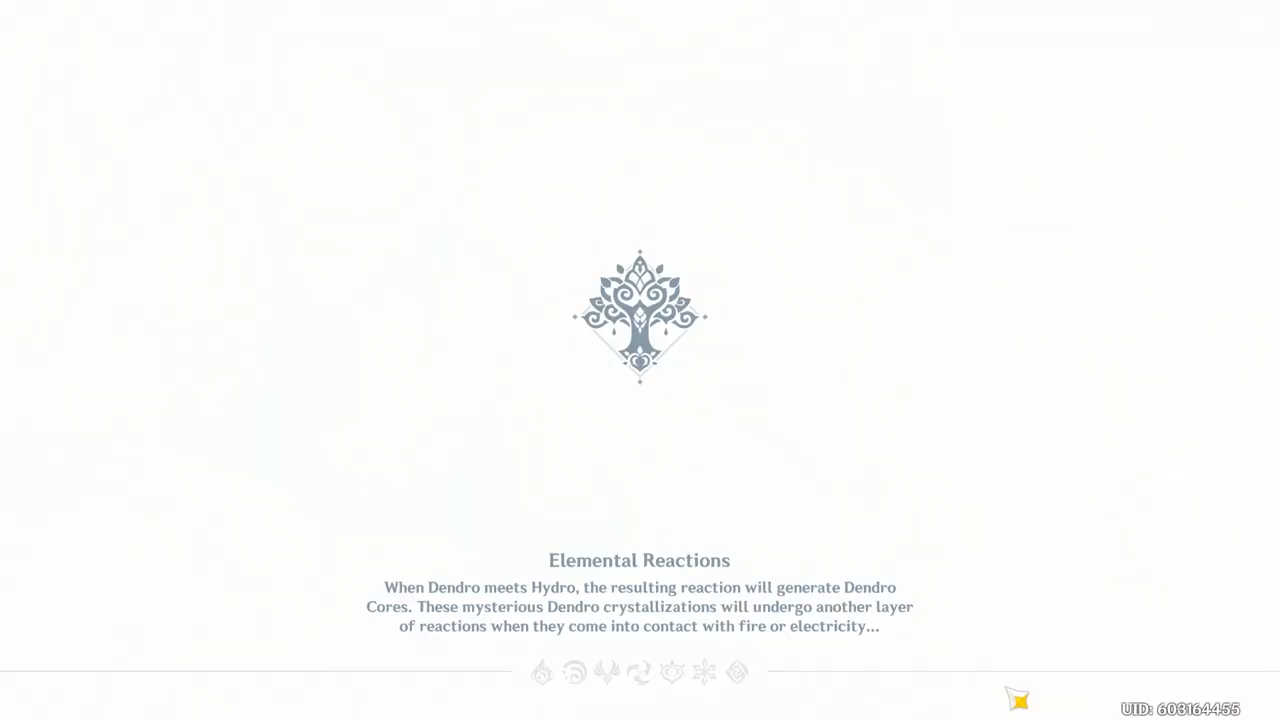 Elemental Reactions
When Dendro meets Hydro, the resulting reaction will generate Dendro
Cores. These mysterious Dendro crystallizations will undergo another layer
of reactions when they come into contact with fire or electricity...
UID: 603164455